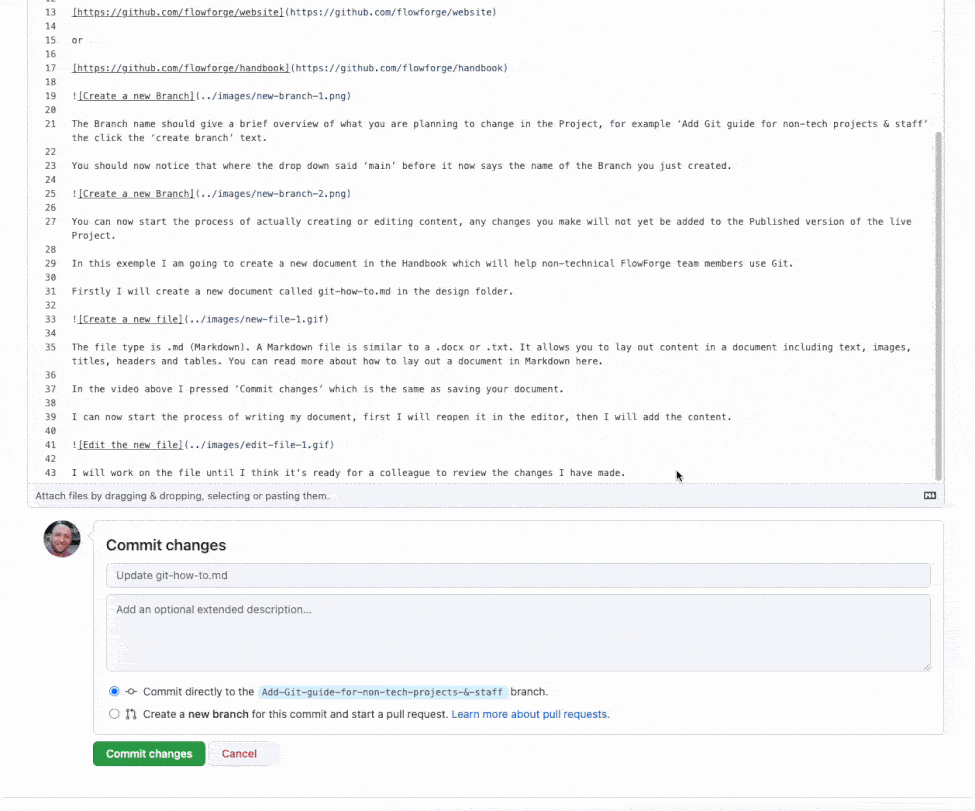 13 [https://github.com/flowforge/website](https://github.com/flowforge/website)
14
15 or
16
17 [https://github.com/flowforge/handbook](https://github.com/flowforge/handbook)
18
19 ![Create a new Branch](../images/new-branch-1.png)
20
21 The Branch name should give a brief overview of what you are planning to change in the Project, for example ‘Add Git guide for non-tech projects & staff’
the click the ‘create branch’ text.
22
23 You should now notice that where the drop down said ‘main’ before it now says the name of the Branch you just created.
24
25 ![Create a new Branch](../images/new-branch-2.png)
26
27 You can now start the process of actually creating or editing content, any changes you make will not yet be added to the Published version of the live
Project.
28
29 In this exemple I am going to create a new document in the Handbook which will help non-technical FlowForge team members use Git.
30
31 Firstly I will create a new document called git-how-to.md in the design folder.
32
33 ![Create a new file](../images/new-file-1.gif)
34
35 The file type is .md (Markdown). A Markdown file is similar to a .docx or .txt. It allows you to lay out content in a document including text, images,
titles, headers and tables. You can read more about how to lay out a document in Markdown here.
36
37 In the video above I pressed ‘Commit changes’ which is the same as saving your document.
38
39 I can now start the process of writing my document, first I will reopen it in the editor, then I will add the content.
40
41 ![Edit the new file](../images/edit-file-1.gif)
42
43 I will work on the file until I think it's ready for a colleague to review the changes I have made.
Attach files by dragging & dropping, selecting or pasting them.
Commit changes
Update git-how-to.md
Add an optional extended description...
Commit directly to the Add-Git-guide-for-non-tech-projects-&-staff branch.
Create a new branch for this commit and start a pull request. Learn more about pull requests.
Commit changes Cancel